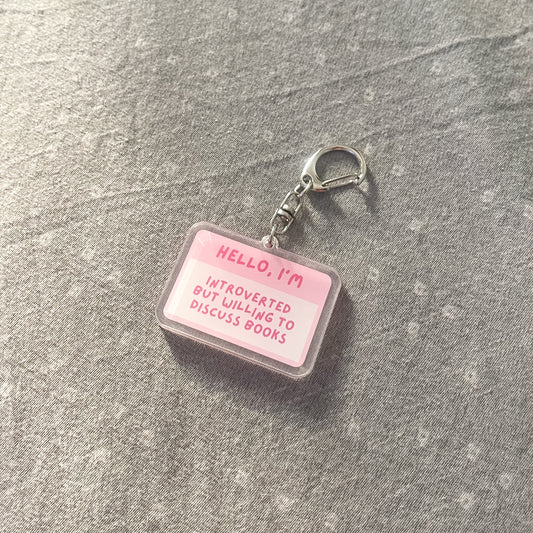 HELLO, I'M
INTROVERTED
BUT WILLING TO
DISCUSS BOOKS